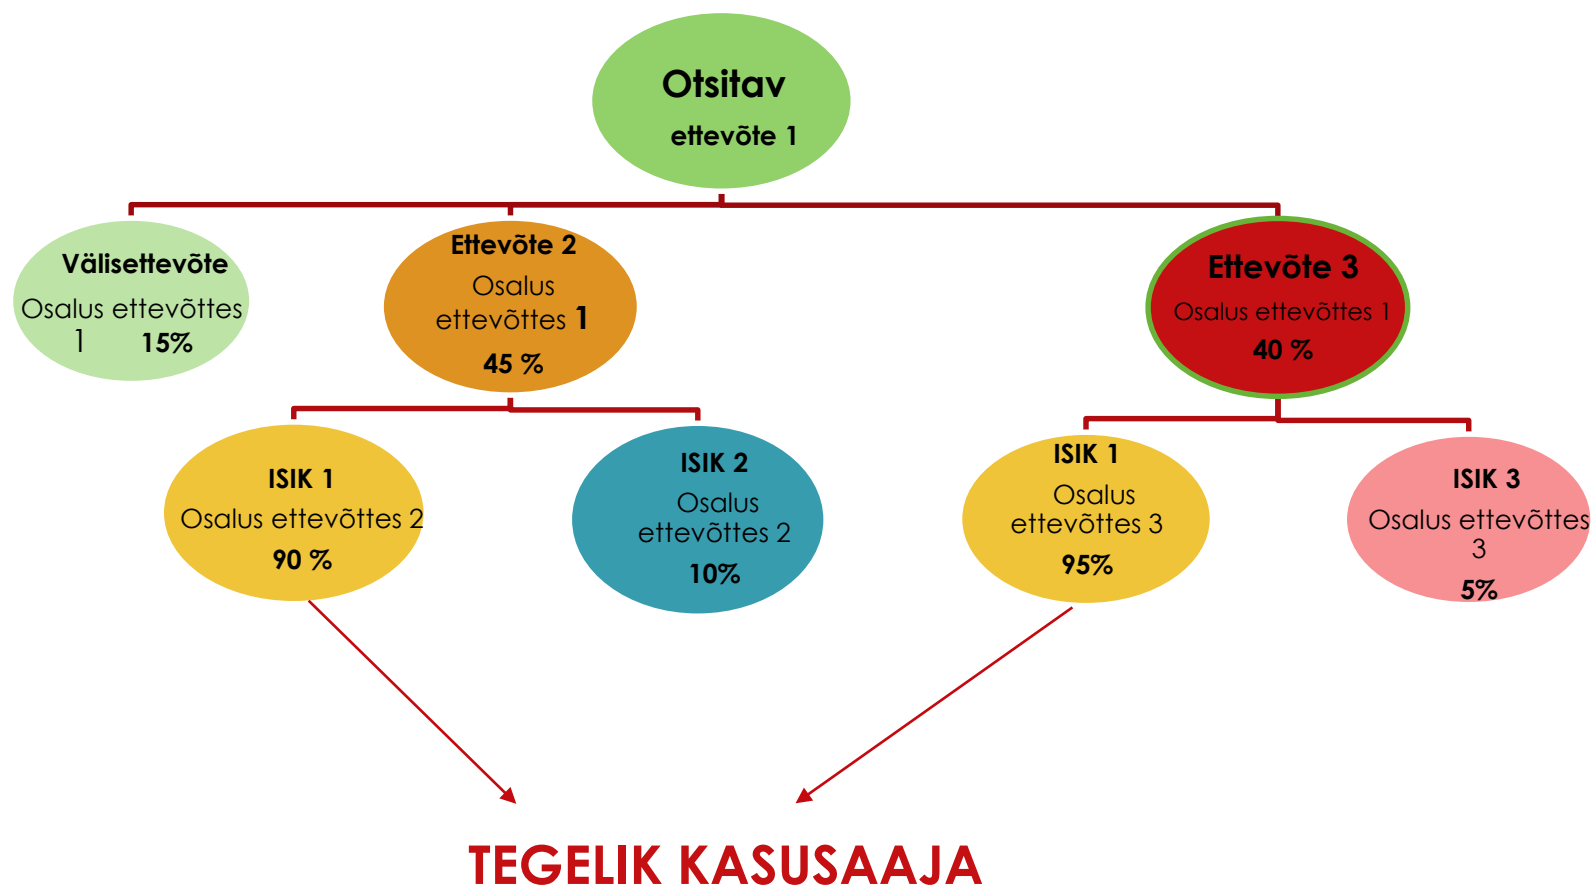 Otsitav
ettevõte 1
Välisettevõte
Osalus ettevõttes
1 15%
Ettevõte 2
Osalus
ettevõttes 1
45 %
Ettevõte 3
Osalus ettevõttes 1
40 %
ISIK 1
Osalus ettevõttes 2
90 %
ISIK 2
Osalus
ettevõttes 2
10%
ISIK 1
Osalus
ettevõttes 3
95%
ISIK 3
Osalus ettevõttes
3
5%
TEGELIK KASUSAAJA